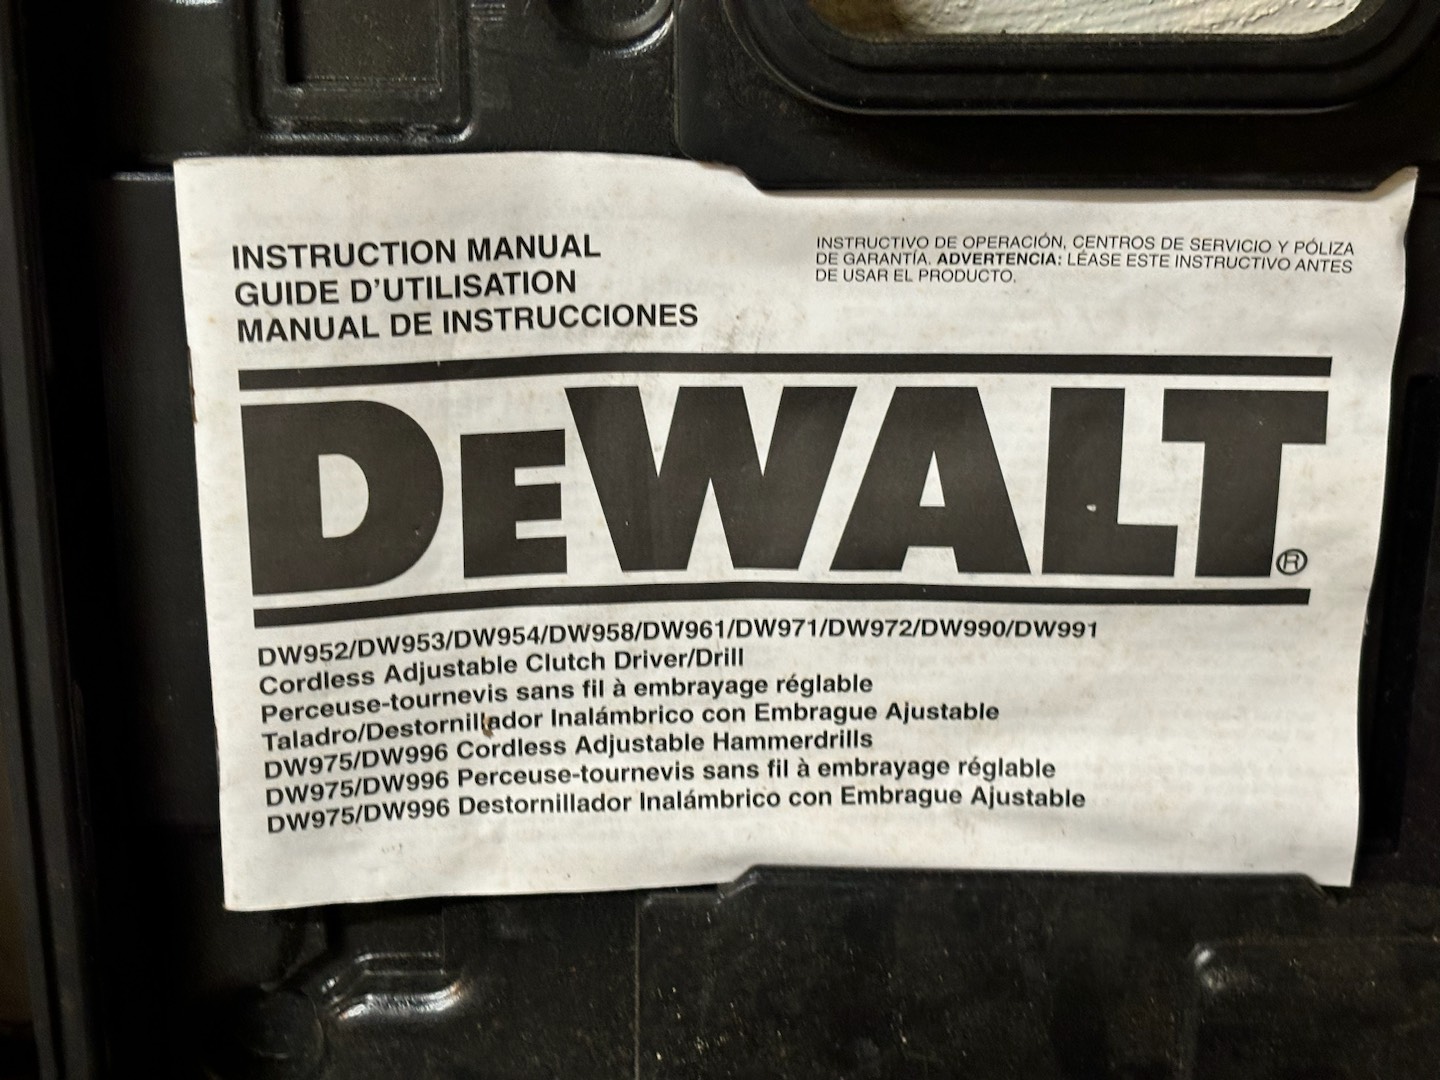 INSTRUCTION MANUAL
GUIDE D'UTILISATION
MANUAL DE INSTRUCCIONES
INSTRUCTIVO DE OPERACIÓN, CENTROS DE SERVICIO Y PÓLIZA
DE GARANTÍA. ADVERTENCIA: LÉASE ESTE INSTRUCTIVO ANTES
DE USAR EL PRODUCTO.
DEWALT®
DW952/DW953/DW954/DW958/DW961/DW971/DW972/DW990/DW991
Cordless Adjustable Clutch Driver/Drill
Perceuse-tournevis sans fil à embrayage réglable
Taladro/Destornillador Inalámbrico con Embrague Ajustable
DW975/DW996 Cordless Adjustable Hammerdrills
DW975/DW996 Perceuse-tournevis sans fil à embrayage réglable
DW975/DW996 Destornillador Inalámbrico con Embrague Ajustable